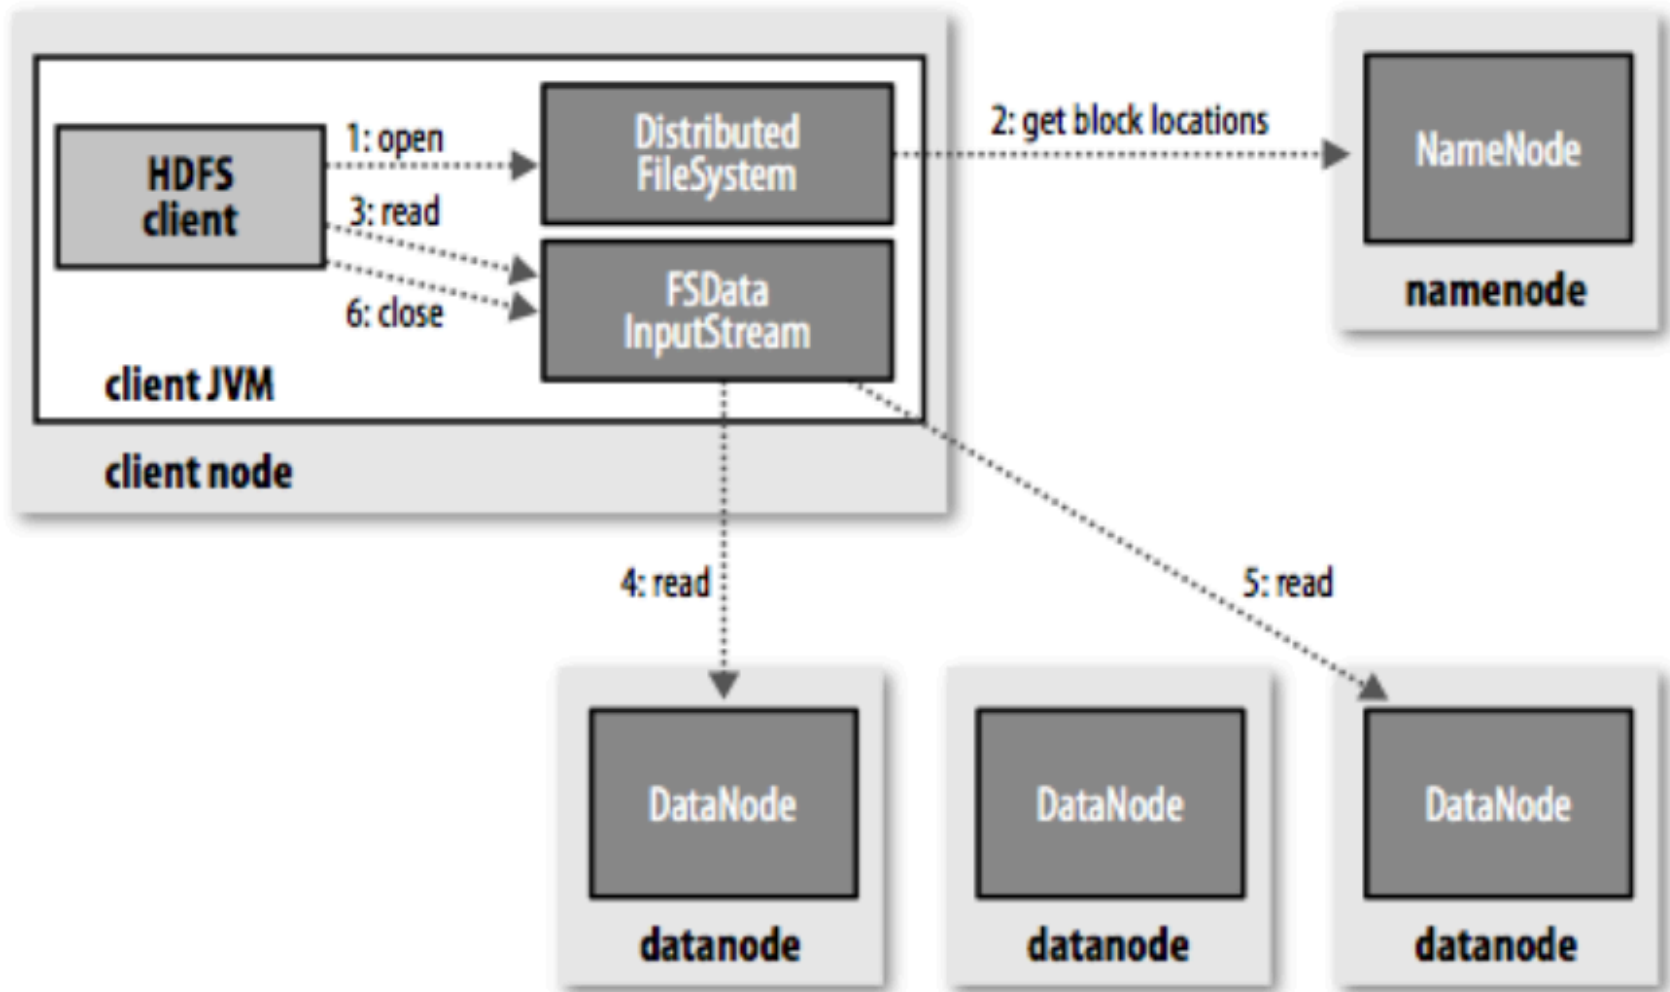 HDFS
client
1: open
3: read
6: close
Distributed
FileSystem
FSData
InputStream
client JVM
client node
2: get block locations
NameNode
namenode
4: read
5: read
DataNode
datanode
DataNode
datanode
DataNode
datanode